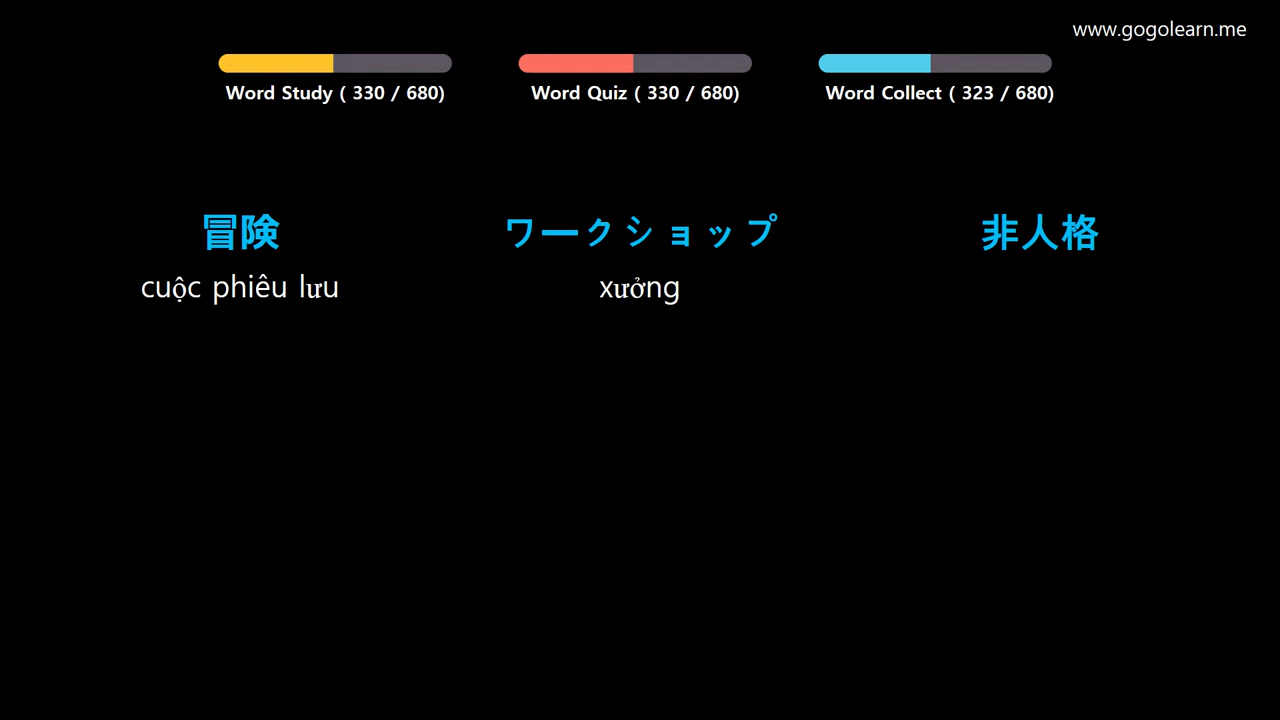 www.gogolearn.me
Word Study ( 330 / 680)
Word Quiz ( 330 / 680)
Word Collect ( 323 / 680)
冒険
ワークショップ
非人格
cuộc phiêu lưu
xưởng